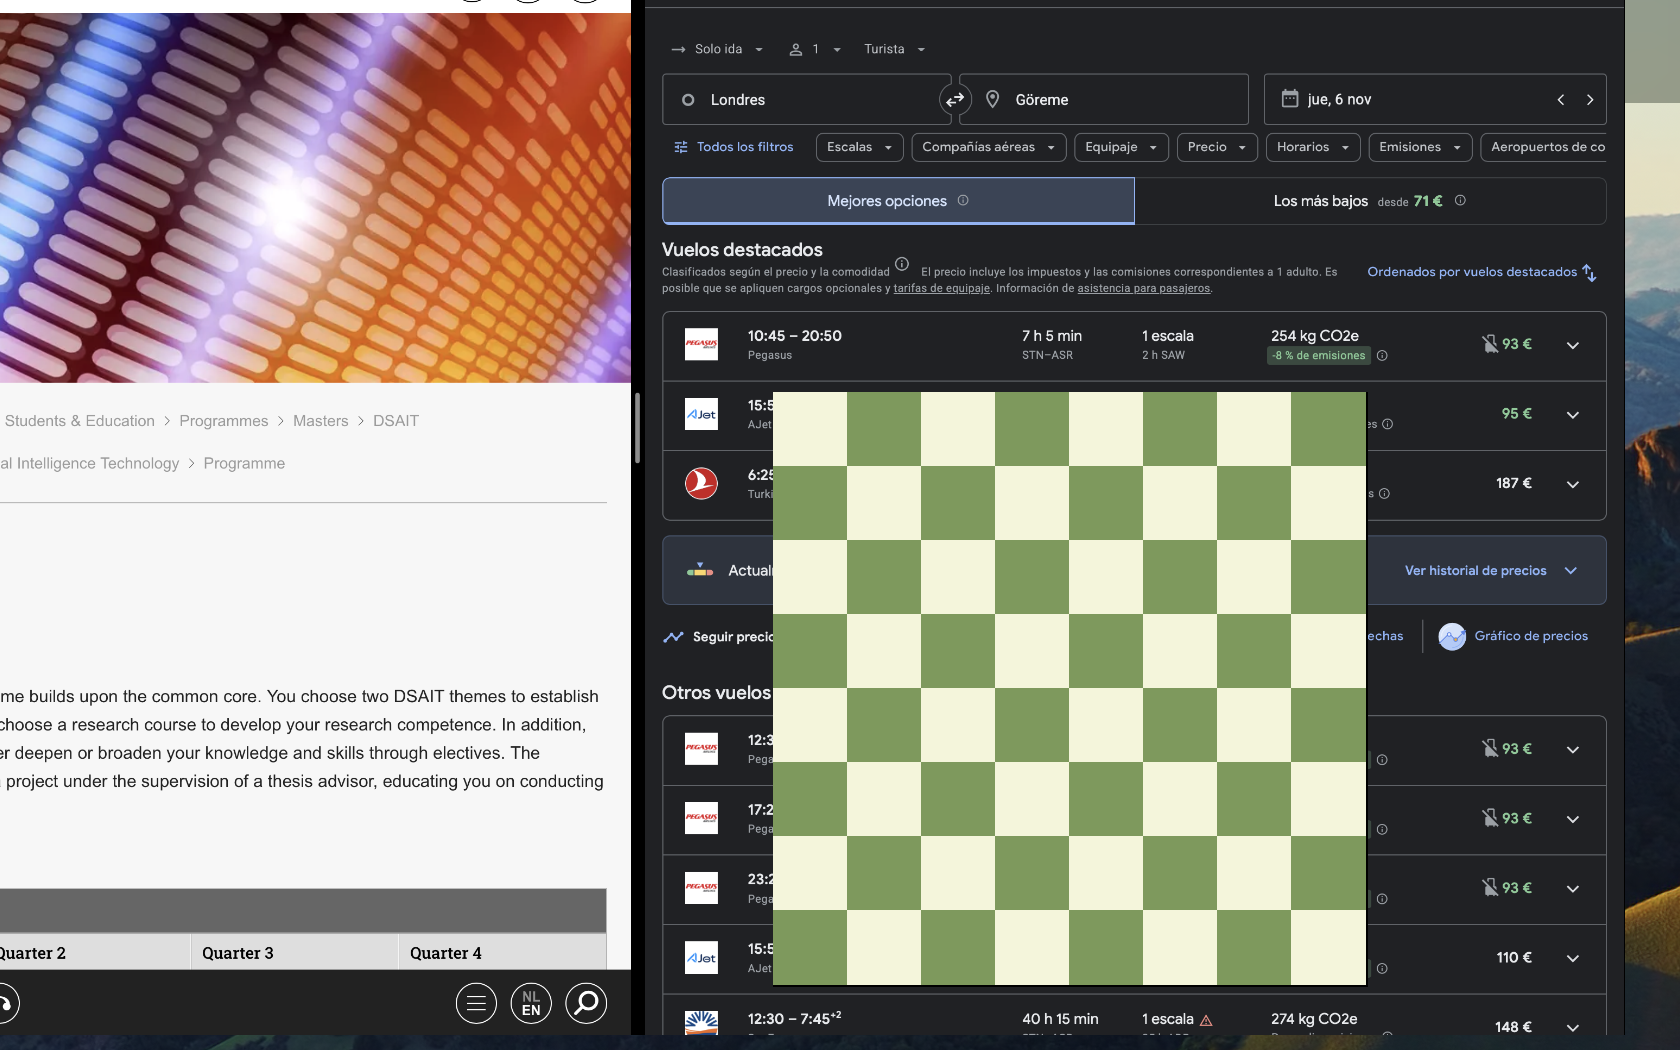 Students & Education > Programmes > Masters > DSAIT
al Intelligence Technology > Programme
me builds upon the common core. You choose two DSAIT themes to establish
choose a research course to develop your research competence. In addition,
er deepen or broaden your knowledge and skills through electives. The
project under the supervision of a thesis advisor, educating you on conducting
Quarter 2 Quarter 3 Quarter 4
NL
EN
Solo ida 1 Turista
Londres Göreme jue, 6 nov
Todos los filtros Escalas Compañías aéreas Equipaje Precio Horarios Emisiones Aeropuertos de co
Mejores opciones Los más bajos desde 71 €
Vuelos destacados
Clasificados según el precio y la comodidad El precio incluye los impuestos y las comisiones correspondientes a 1 adulto. Es
posible que se apliquen cargos opcionales y tarifas de equipaje. Información de asistencia para pasajeros.
Ordenados por vuelos destacados
PEGASUS 10:45 – 20:50 7 h 5 min 1 escala 254 kg CO2e 93 €
Pegasus STN–ASR 2 h SAW -8 % de emisiones
AJet 15:5 95 €
AJet es
6:25 187 €
Turki s
Actualm Ver historial de precios
Seguir precio echas Gráfico de precios
Otros vuelos
PEGASUS 12:3 93 €
Pega
PEGASUS 17:2 93 €
Pega
PEGASUS 23:2 93 €
Pega
AJet 15:5 110 €
AJet
12:30 – 7:45+2 40 h 15 min 1 escala 274 kg CO2e 148 €